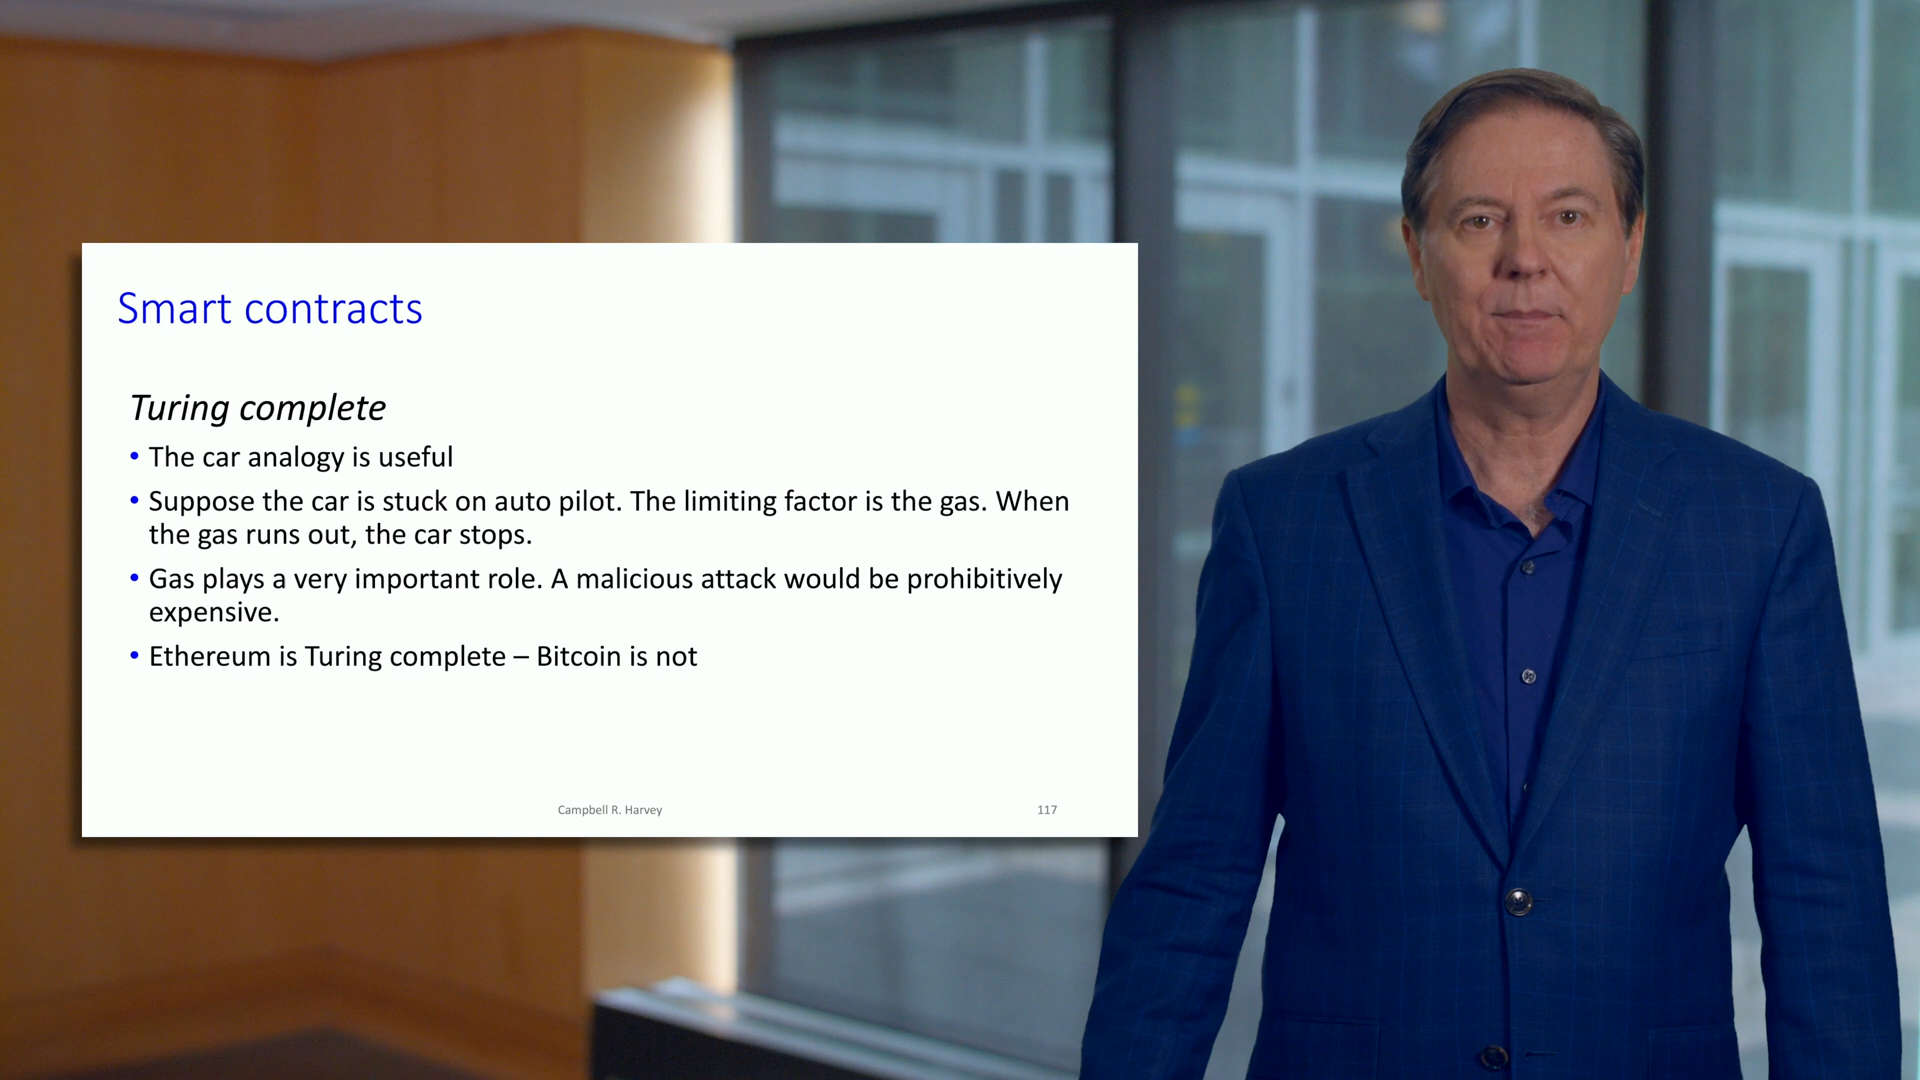 Smart contracts
Turing complete
• The car analogy is useful
• Suppose the car is stuck on auto pilot. The limiting factor is the gas. When
the gas runs out, the car stops.
• Gas plays a very important role. A malicious attack would be prohibitively
expensive.
• Ethereum is Turing complete – Bitcoin is not
Campbell R. Harvey
117